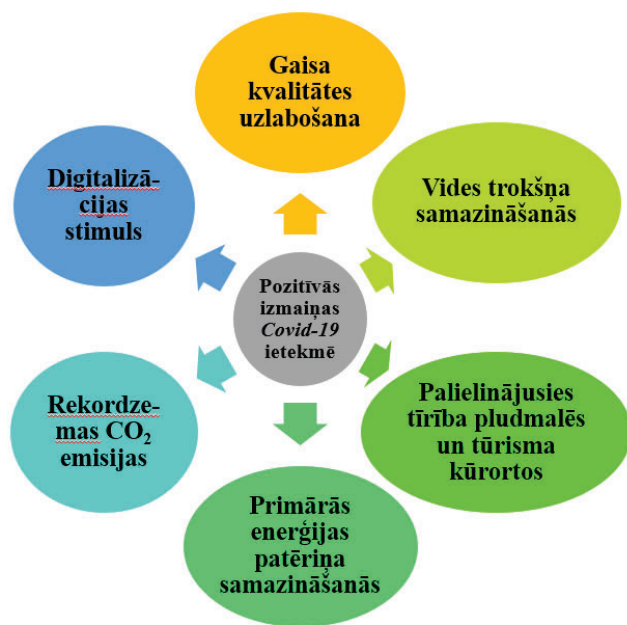 Gaisa
kvalitātes
uzlabošana
Vides trokšņa
samazināšanās
Palielinājusies
tīrība pludmalēs
un tūrisma
kūrortos
Primārās
enerģijas
patēriņa
samazināšanās
Rekordze-
mas CO₂
emisijas
Digitalizā-
cijas
stimuls
Pozitīvās
izmaiņas
Covid-19
ietekmē